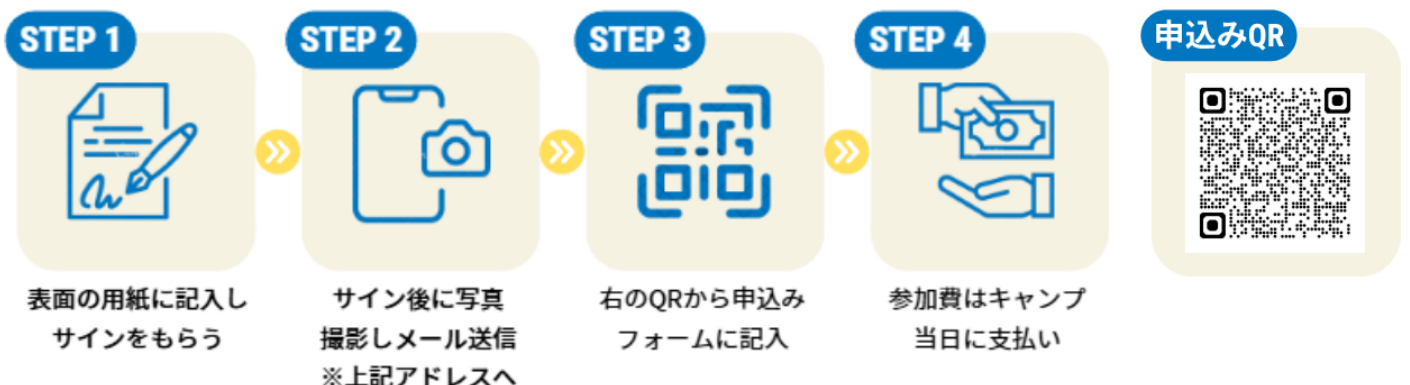 STEP 1
表面の用紙に記入し
サインをもらう
STEP 2
サイン後に写真
撮影しメール送信
※上記アドレスへ
STEP 3
右のQRから申込み
フォームに記入
STEP 4
参加費はキャンプ
当日に支払い
申込みQR